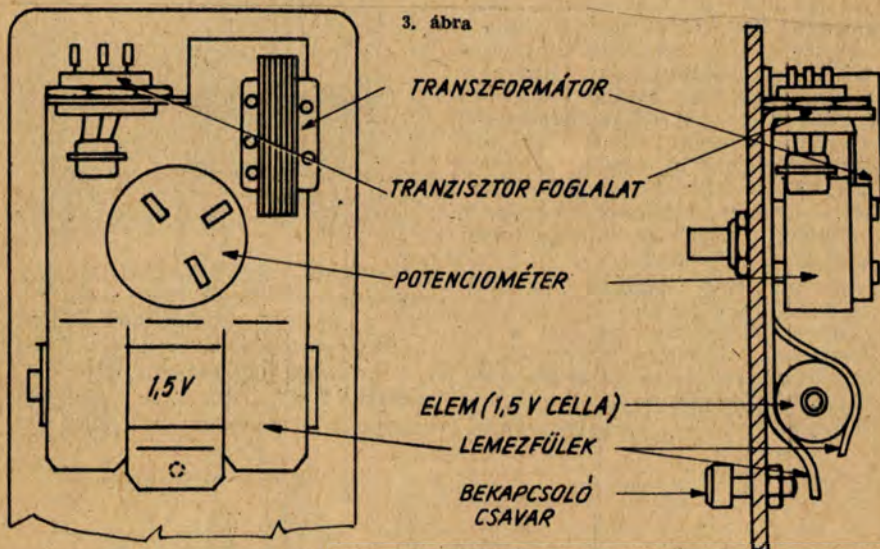 3. ábra
TRANSZFORMÁTOR
TRANZISZTOR FOGLALAT
POTENCIOMÉTER
1,5 V
ELEM (1,5 V CELLA)
LEMEZFÜLEK
BEKAPCSOLÓ
CSAVAR